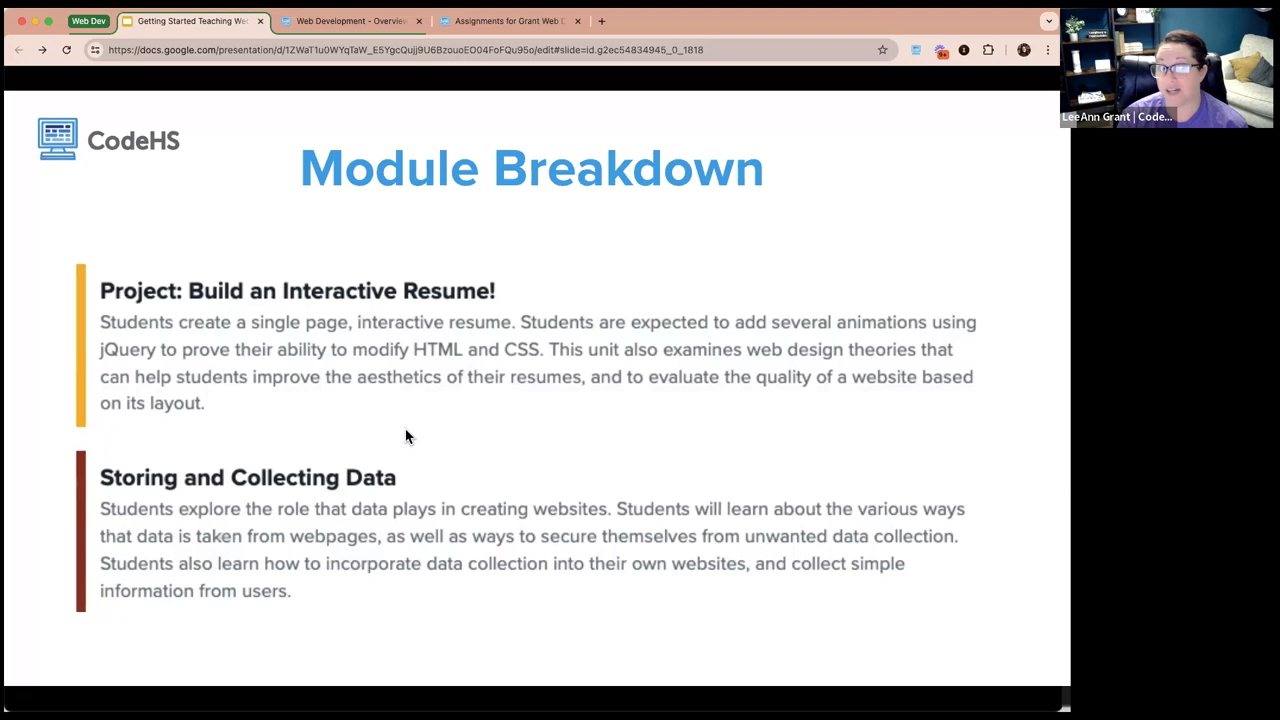 Web Dev
Getting Started Teaching We
Web Development - Overview
Assignments for Grant Web D
https://docs.google.com/presentation/d/1ZWaT1u0WYqTaW_E5YgcQujj9U6BzouoEO04FoFQu95o/edit#slide=id.g2ec54834945_0_1818
9+
LeeAnn Grant | Code...
CodeHS
Module Breakdown
Project: Build an Interactive Resume!
Students create a single page, interactive resume. Students are expected to add several animations using
jQuery to prove their ability to modify HTML and CSS. This unit also examines web design theories that
can help students improve the aesthetics of their resumes, and to evaluate the quality of a website based
on its layout.
Storing and Collecting Data
Students explore the role that data plays in creating websites. Students will learn about the various ways
that data is taken from webpages, as well as ways to secure themselves from unwanted data collection.
Students also learn how to incorporate data collection into their own websites, and collect simple
information from users.